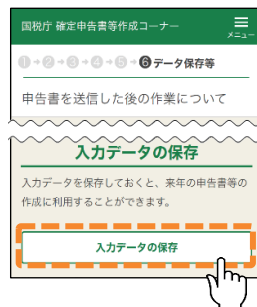 国税庁 確定申告書等作成コーナー
メニュー
❶→❷→❸→❹→❺→❻データ保存等
申告書を送信した後の作業について
入力データの保存
入力データを保存しておくと、来年の申告書等の
作成に利用することができます。
入力データの保存